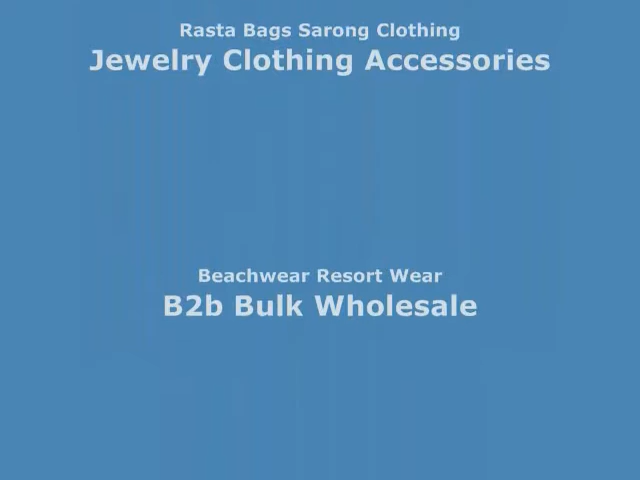 Rasta Bags Sarong Clothing
Jewelry Clothing Accessories
Beachwear Resort Wear
B2b Bulk Wholesale